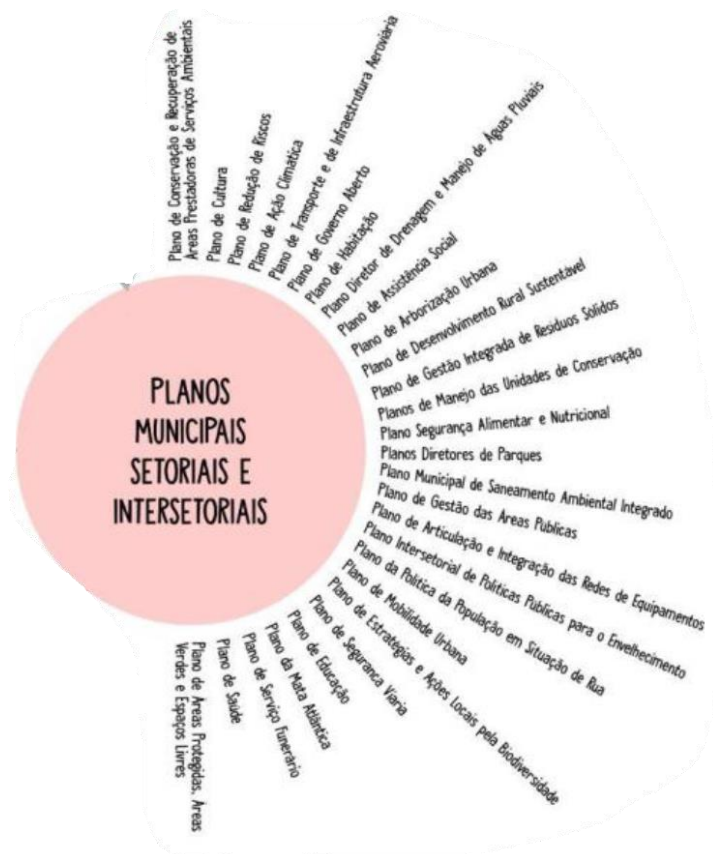 Plano de Conservação e Recuperação de
Áreas Prestadoras de Serviços Ambientais
Plano de Cultura
Plano de Redução de Riscos
Plano de Ação Climática
Plano de Transporte e de Infraestrutura Aeroviária
Plano de Governo Aberto
Plano de Habitação
Plano Diretor de Drenagem e Manejo de Águas Pluviais
Plano de Assistência Social
Plano de Arborização Urbana
Plano de Desenvolvimento Rural Sustentável
Plano de Gestão Integrada de Resíduos Sólidos
Planos de Manejo das Unidades de Conservação
Plano Segurança Alimentar e Nutricional
Planos Diretores de Parques
Plano Municipal de Saneamento Ambiental Integrado
Plano de Gestão das Áreas Públicas
Plano de Articulação e Integração das Redes de Equipamentos
Plano Intersetorial de Políticas Públicas para o Envelhecimento
Plano da Política da População em Situação de Rua
Plano de Mobilidade Urbana
Plano de Estratégias e Ações Locais pela Biodiversidade
Plano de Segurança Viária
Plano de Educação
Plano da Mata Atlântica
Plano de Serviço Funerário
Plano de Saúde
Plano de Áreas Protegidas, Áreas
Verdes e Espaços Livres
PLANOS
MUNICIPAIS
SETORIAIS E
INTERSETORIAIS